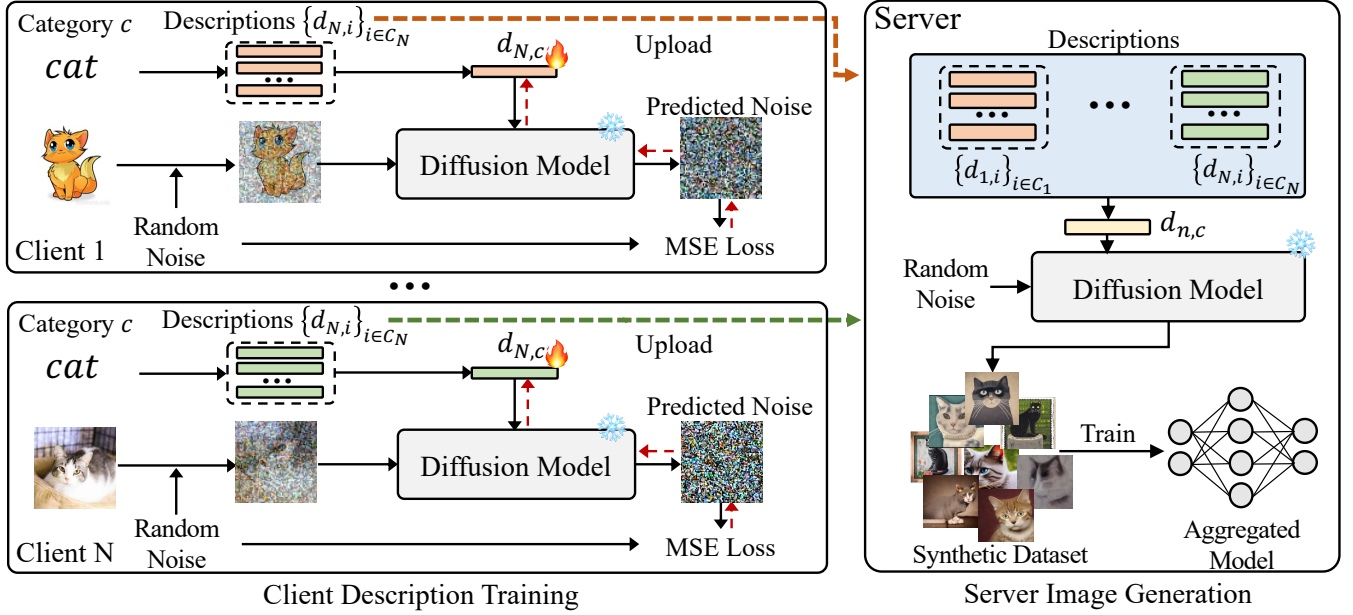 Category c
Descriptions {d_{N,i}}_{i∈C_N}
cat
d_{N,c}
Upload
Predicted Noise
Diffusion Model
Random
Noise
MSE Loss
Client 1
Category c
Descriptions {d_{N,i}}_{i∈C_N}
cat
d_{N,c}
Upload
Predicted Noise
Diffusion Model
Random
Noise
MSE Loss
Client N
Client Description Training
Server
Descriptions
{d_{1,i}}_{i∈C_1}
{d_{N,i}}_{i∈C_N}
d_{n,c}
Random
Noise
Diffusion Model
Train
Synthetic Dataset
Aggregated
Model
Server Image Generation